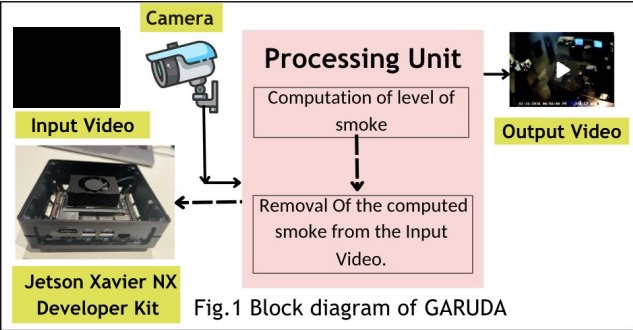 Camera
Processing Unit
Computation of level of
smoke
Input Video
Output Video
Removal Of the computed
smoke from the Input
Video.
Jetson Xavier NX
Developer Kit
Fig.1 Block diagram of GARUDA